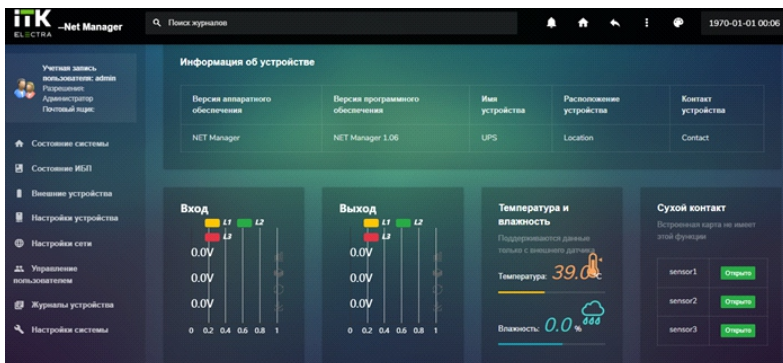 iTK
ELECTRA
–Net Manager
Поиск журналов
1970-01-01 00:06
Учетная запись
пользователя: admin
Разрешения:
Администратор
Почтовый ящик:
Состояние системы
Состояние ИБП
Внешние устройства
Настройки устройства
Настройки сети
Управление
пользователем
Журналы устройства
Настройки системы
Информация об устройстве
Версия аппаратного
обеспечения
Версия программного
обеспечения
Имя
устройства
Расположение
устройства
Контакт
устройства
NET Manager
NET Manager 1.06
UPS
Location
Contact
Вход
L1 L2
L3
0.0V
0.0V
0.0V
0 0.2 0.4 0.6 0.8 1
Выход
L1 L2
L3
0.0V
0.0V
0.0V
0 0.2 0.4 0.6 0.8 1
Температура и
влажность
Поддерживаются данные
только с внешнего датчика
Температура: 39.0°c
Влажность: 0.0 %
Сухой контакт
Встроенная карта не имеет
этой функции
sensor1 Открыто
sensor2 Открыто
sensor3 Открыто